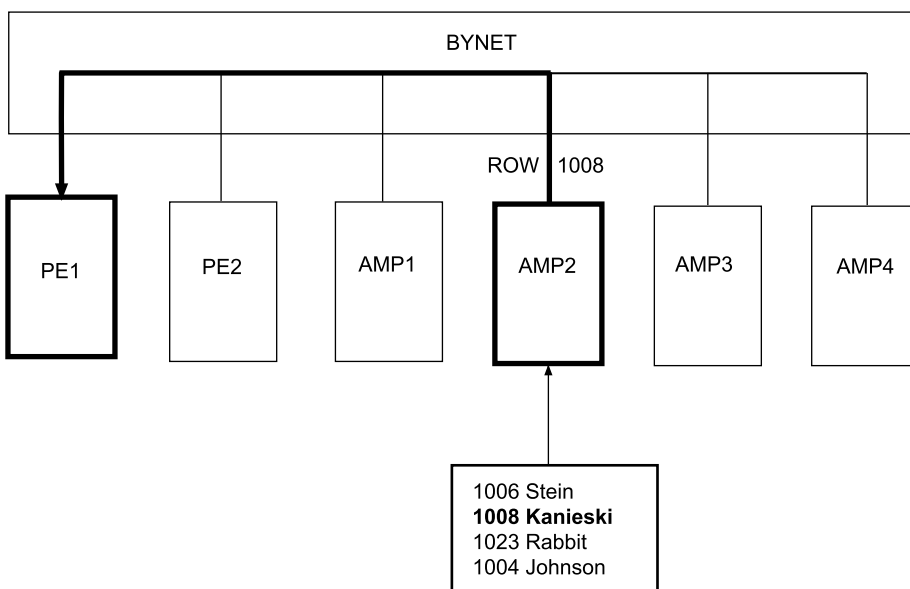 BYNET
ROW 1008
PE1 PE2 AMP1 AMP2 AMP3 AMP4
1006 Stein
1008 Kanieski
1023 Rabbit
1004 Johnson